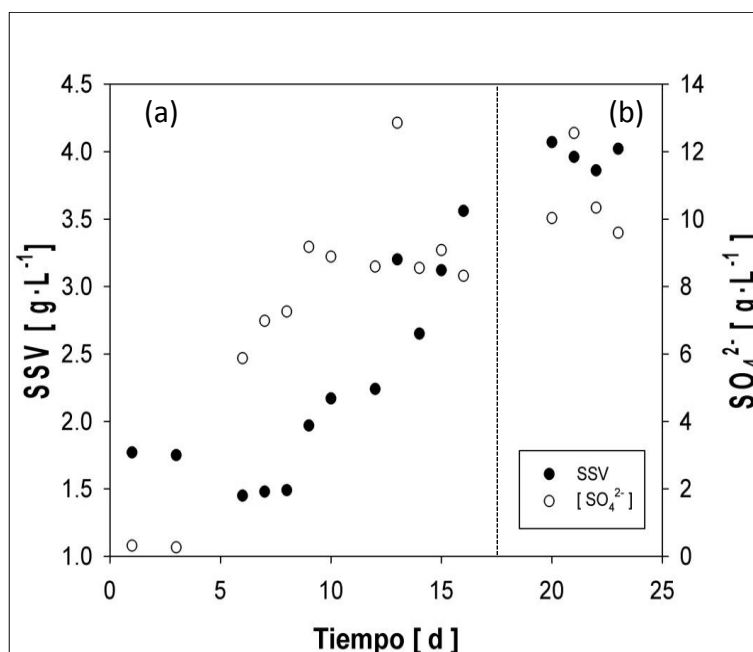 (a)
(b)
4.5
4.0
3.5
3.0
2.5
2.0
1.5
1.0
SSV [ g·L⁻¹]
14
12
10
8
6
4
2
0
SO₄²⁻ [ g·L⁻¹]
SSV
[ SO₄²⁻ ]
0 5 10 15 20 25
Tiempo [ d ]